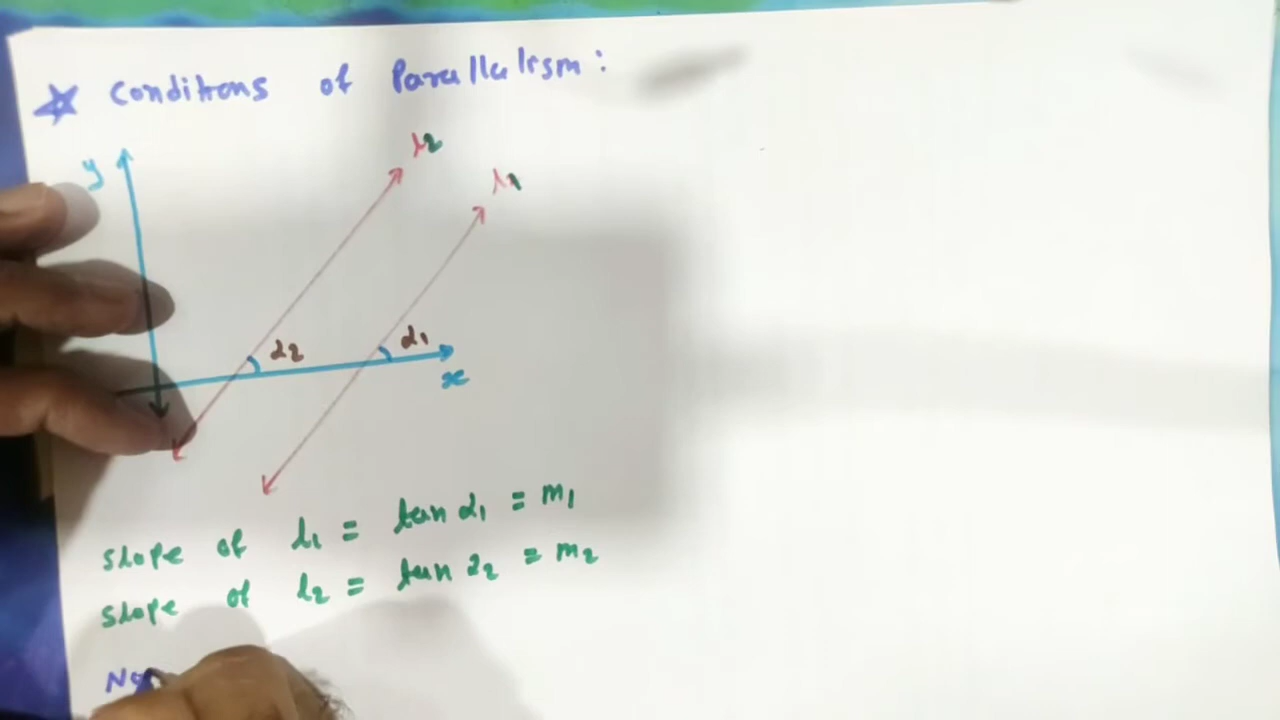 ★ Conditions of Parallelism:
y
l2
l1
α2
α1
x
slope of l1 = tan α1 = m1
slope of l2 = tan α2 = m2
No